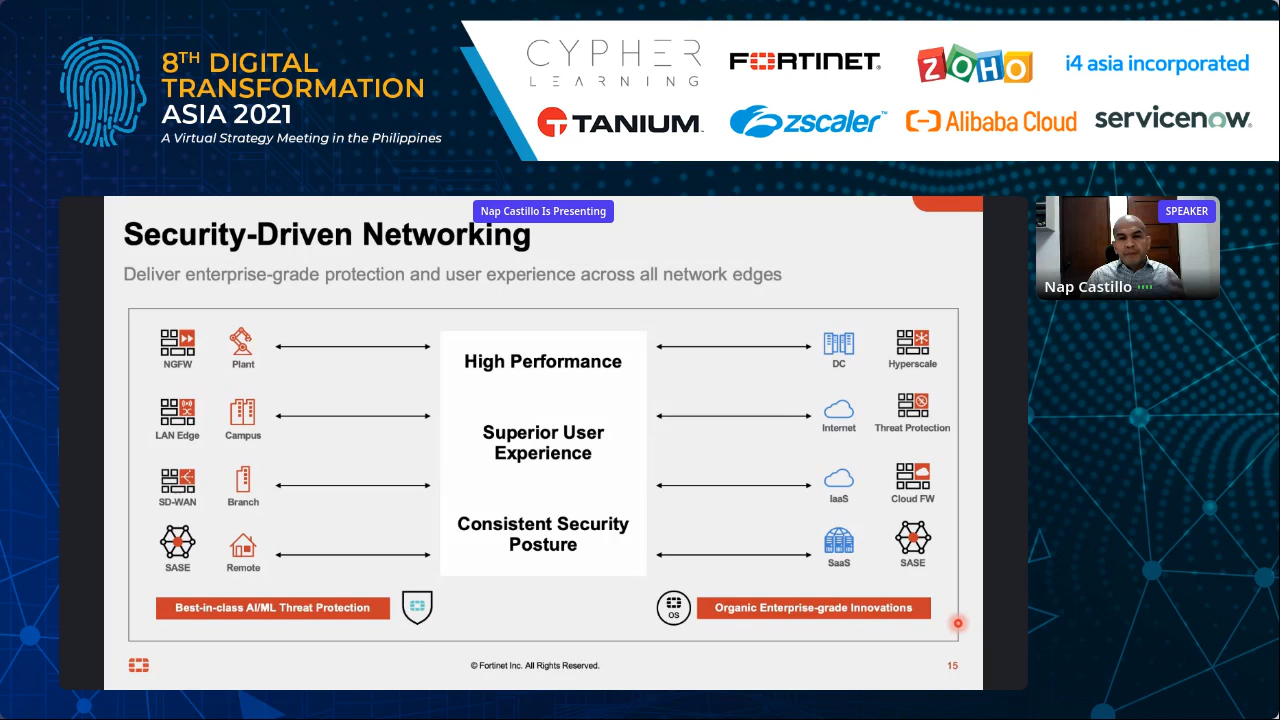 8TH DIGITAL
TRANSFORMATION
ASIA 2021
A Virtual Strategy Meeting in the Philippines
CYPHER
LEARNING
FORTINET®
ZOHO
i4 asia incorporated
TANIUM™
zscaler™
Alibaba Cloud
servicenow®
Nap Castillo Is Presenting
SPEAKER
Nap Castillo
Security-Driven Networking
Deliver enterprise-grade protection and user experience across all network edges
NGFW
Plant
LAN Edge
Campus
SD-WAN
Branch
SASE
Remote
High Performance
Superior User
Experience
Consistent Security
Posture
DC
Hyperscale
Internet
Threat Protection
IaaS
Cloud FW
SaaS
SASE
Best-in-class AI/ML Threat Protection
OS
Organic Enterprise-grade Innovations
© Fortinet Inc. All Rights Reserved.
15